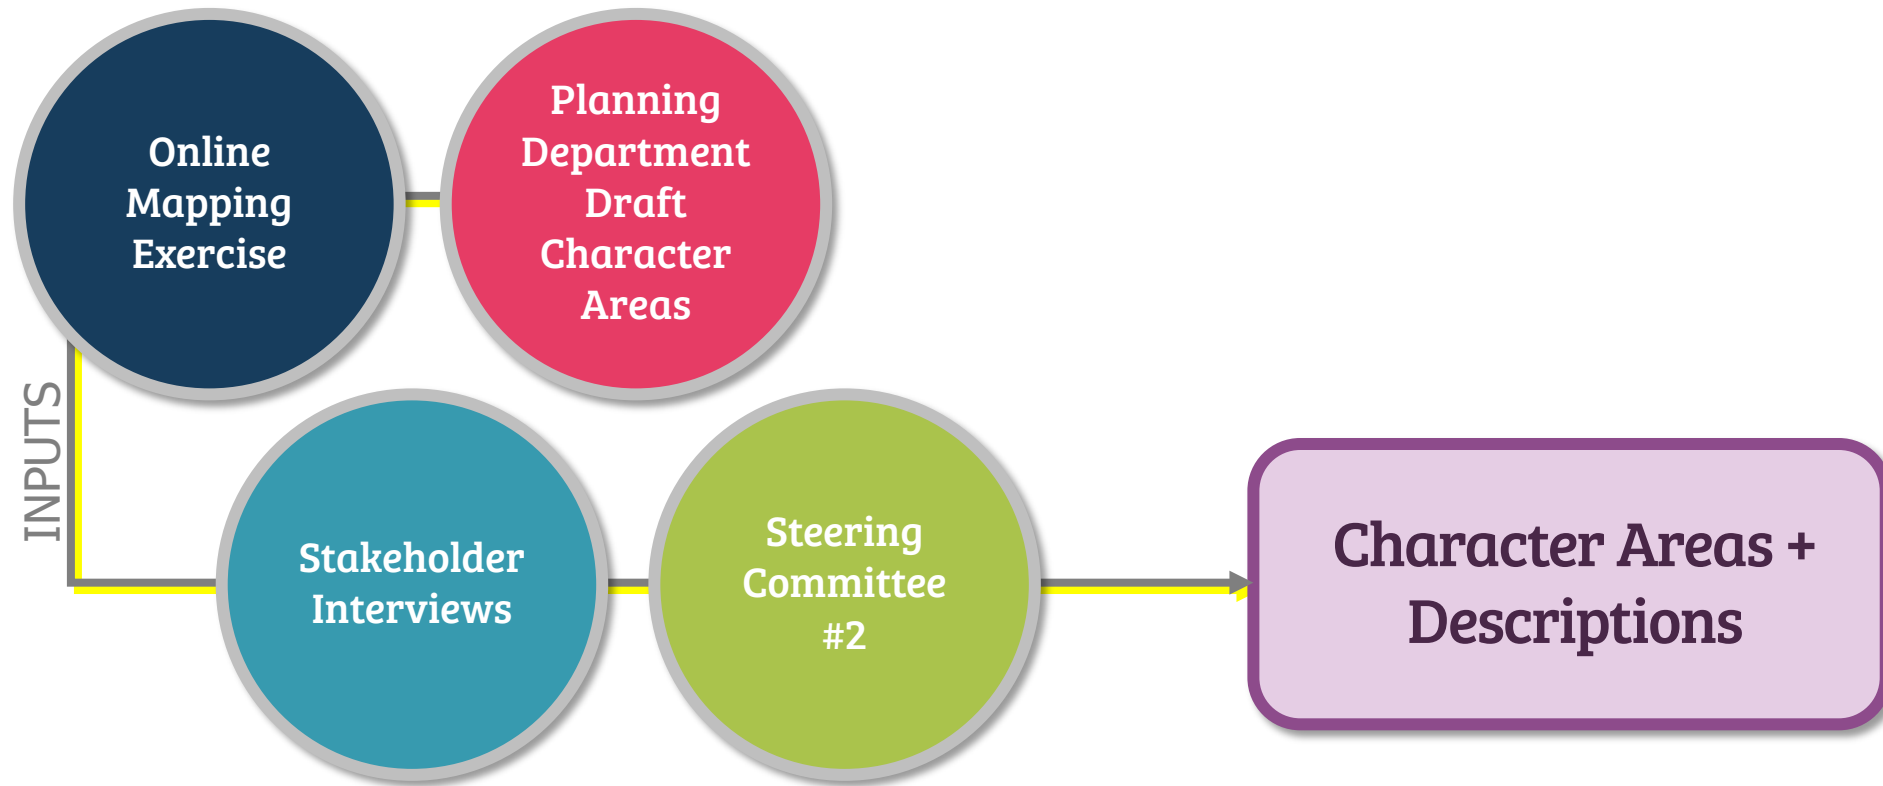 Online
Mapping
Exercise
Planning
Department
Draft
Character
Areas
INPUTS
Stakeholder
Interviews
Steering
Committee
#2
Character Areas +
Descriptions